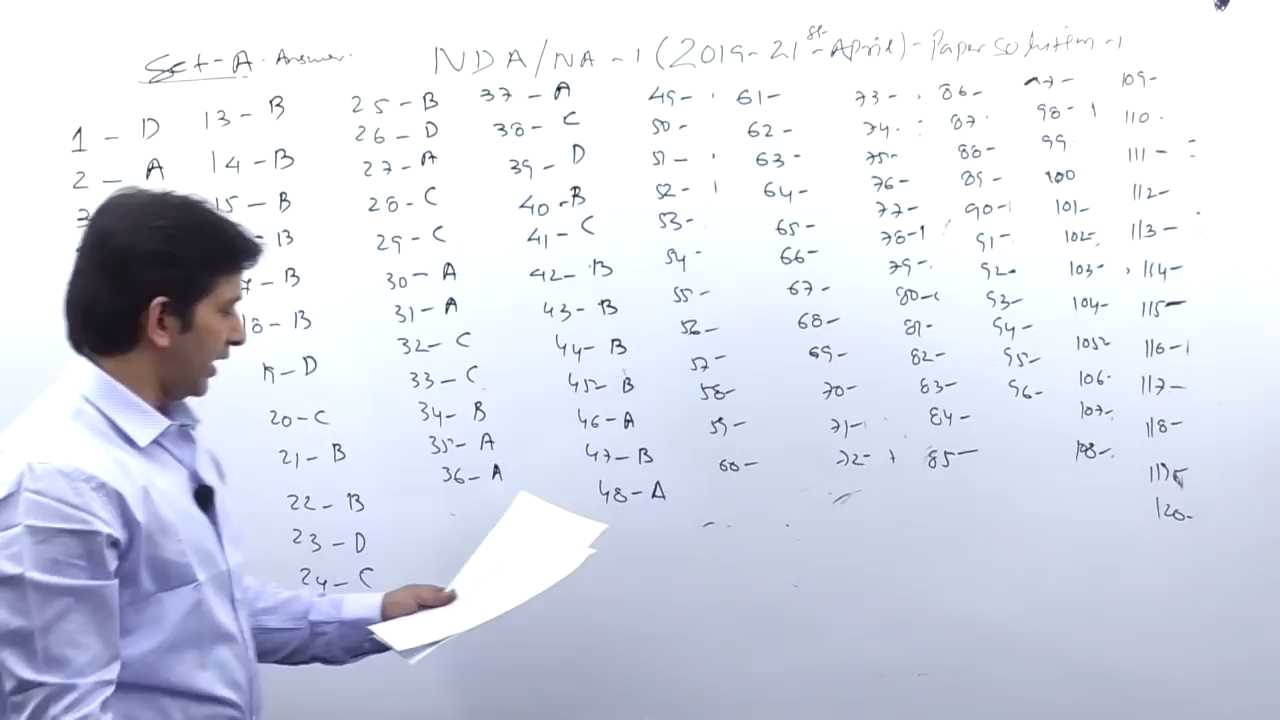 Set-A. Answer.
NDA/NA-1 (2019-21st-April)-Paper Solution-1
1-D
2-A
13-B
14-B
15-B
-B
7-B
18-B
19-D
20-C
21-B
22-B
23-D
24-C
25-B
26-D
27-A
28-C
29-C
30-A
31-A
32-C
33-C
34-B
35-A
36-A
37-A
38-C
39-D
40-B
41-C
42-B
43-B
44-B
45-B
46-A
47-B
48-A
49-
50-
51-
52-
53-
54-
55-
56-
57-
58-
59-
60-
61-
62-
63-
64-
65-
66-
67-
68-
69-
70-
71-
72-
73-
74-
75-
76-
77-
78-
79-
80-
81-
82-
83-
84-
85-
86-
87-
88-
89-
90-
91-
92-
93-
94-
95-
96-
97-
98-
99
100
101-
102-
103-
104-
105-
106-
107-
108-
109-
110-
111-
112-
113-
114-
115-
116-
117-
118-
119-
120-